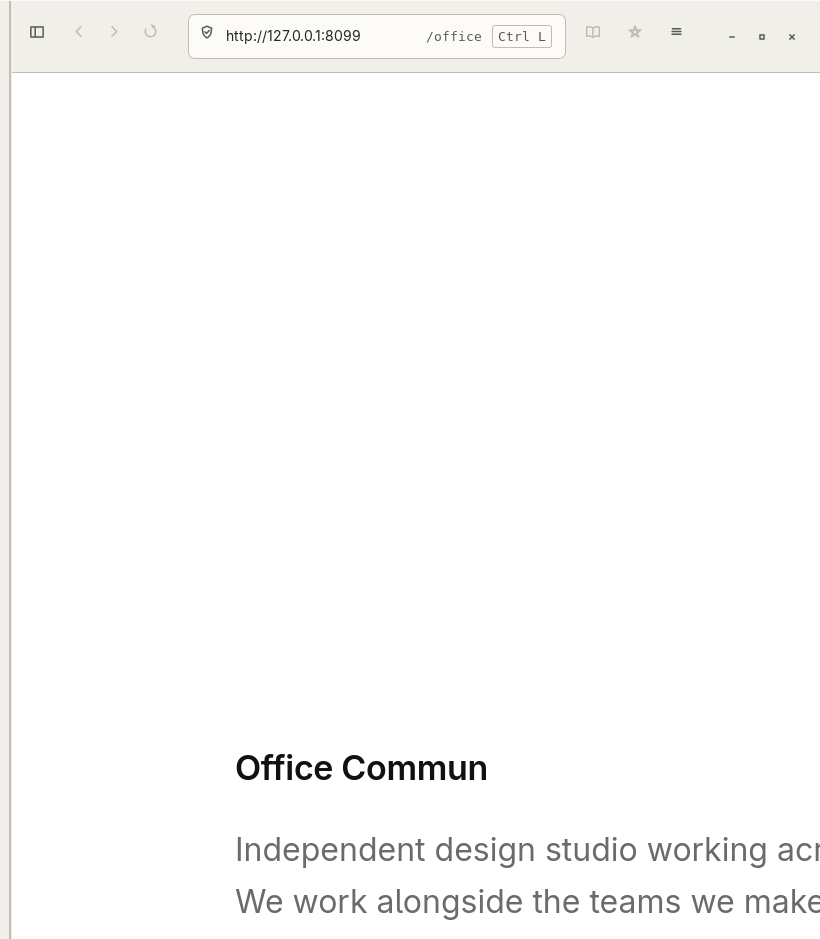 http://127.0.0.1:8099 /office Ctrl L
Office Commun
Independent design studio working
We work alongside the teams we make